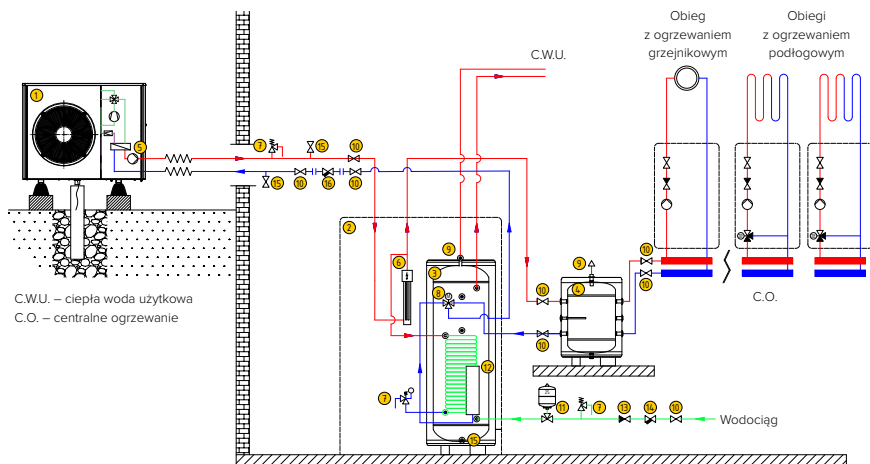 Obieg
z ogrzewaniem
grzejnikowym
Obiegi
z ogrzewaniem
podłogowym
C.W.U.
1
5
7
15
10
15
10
16
10
2
9
3
6
8
9
4
10
10
10
10
C.O.
C.W.U. – ciepła woda użytkowa
C.O. – centralne ogrzewanie
12
7
11
7
13
14
10
Wodociąg
15